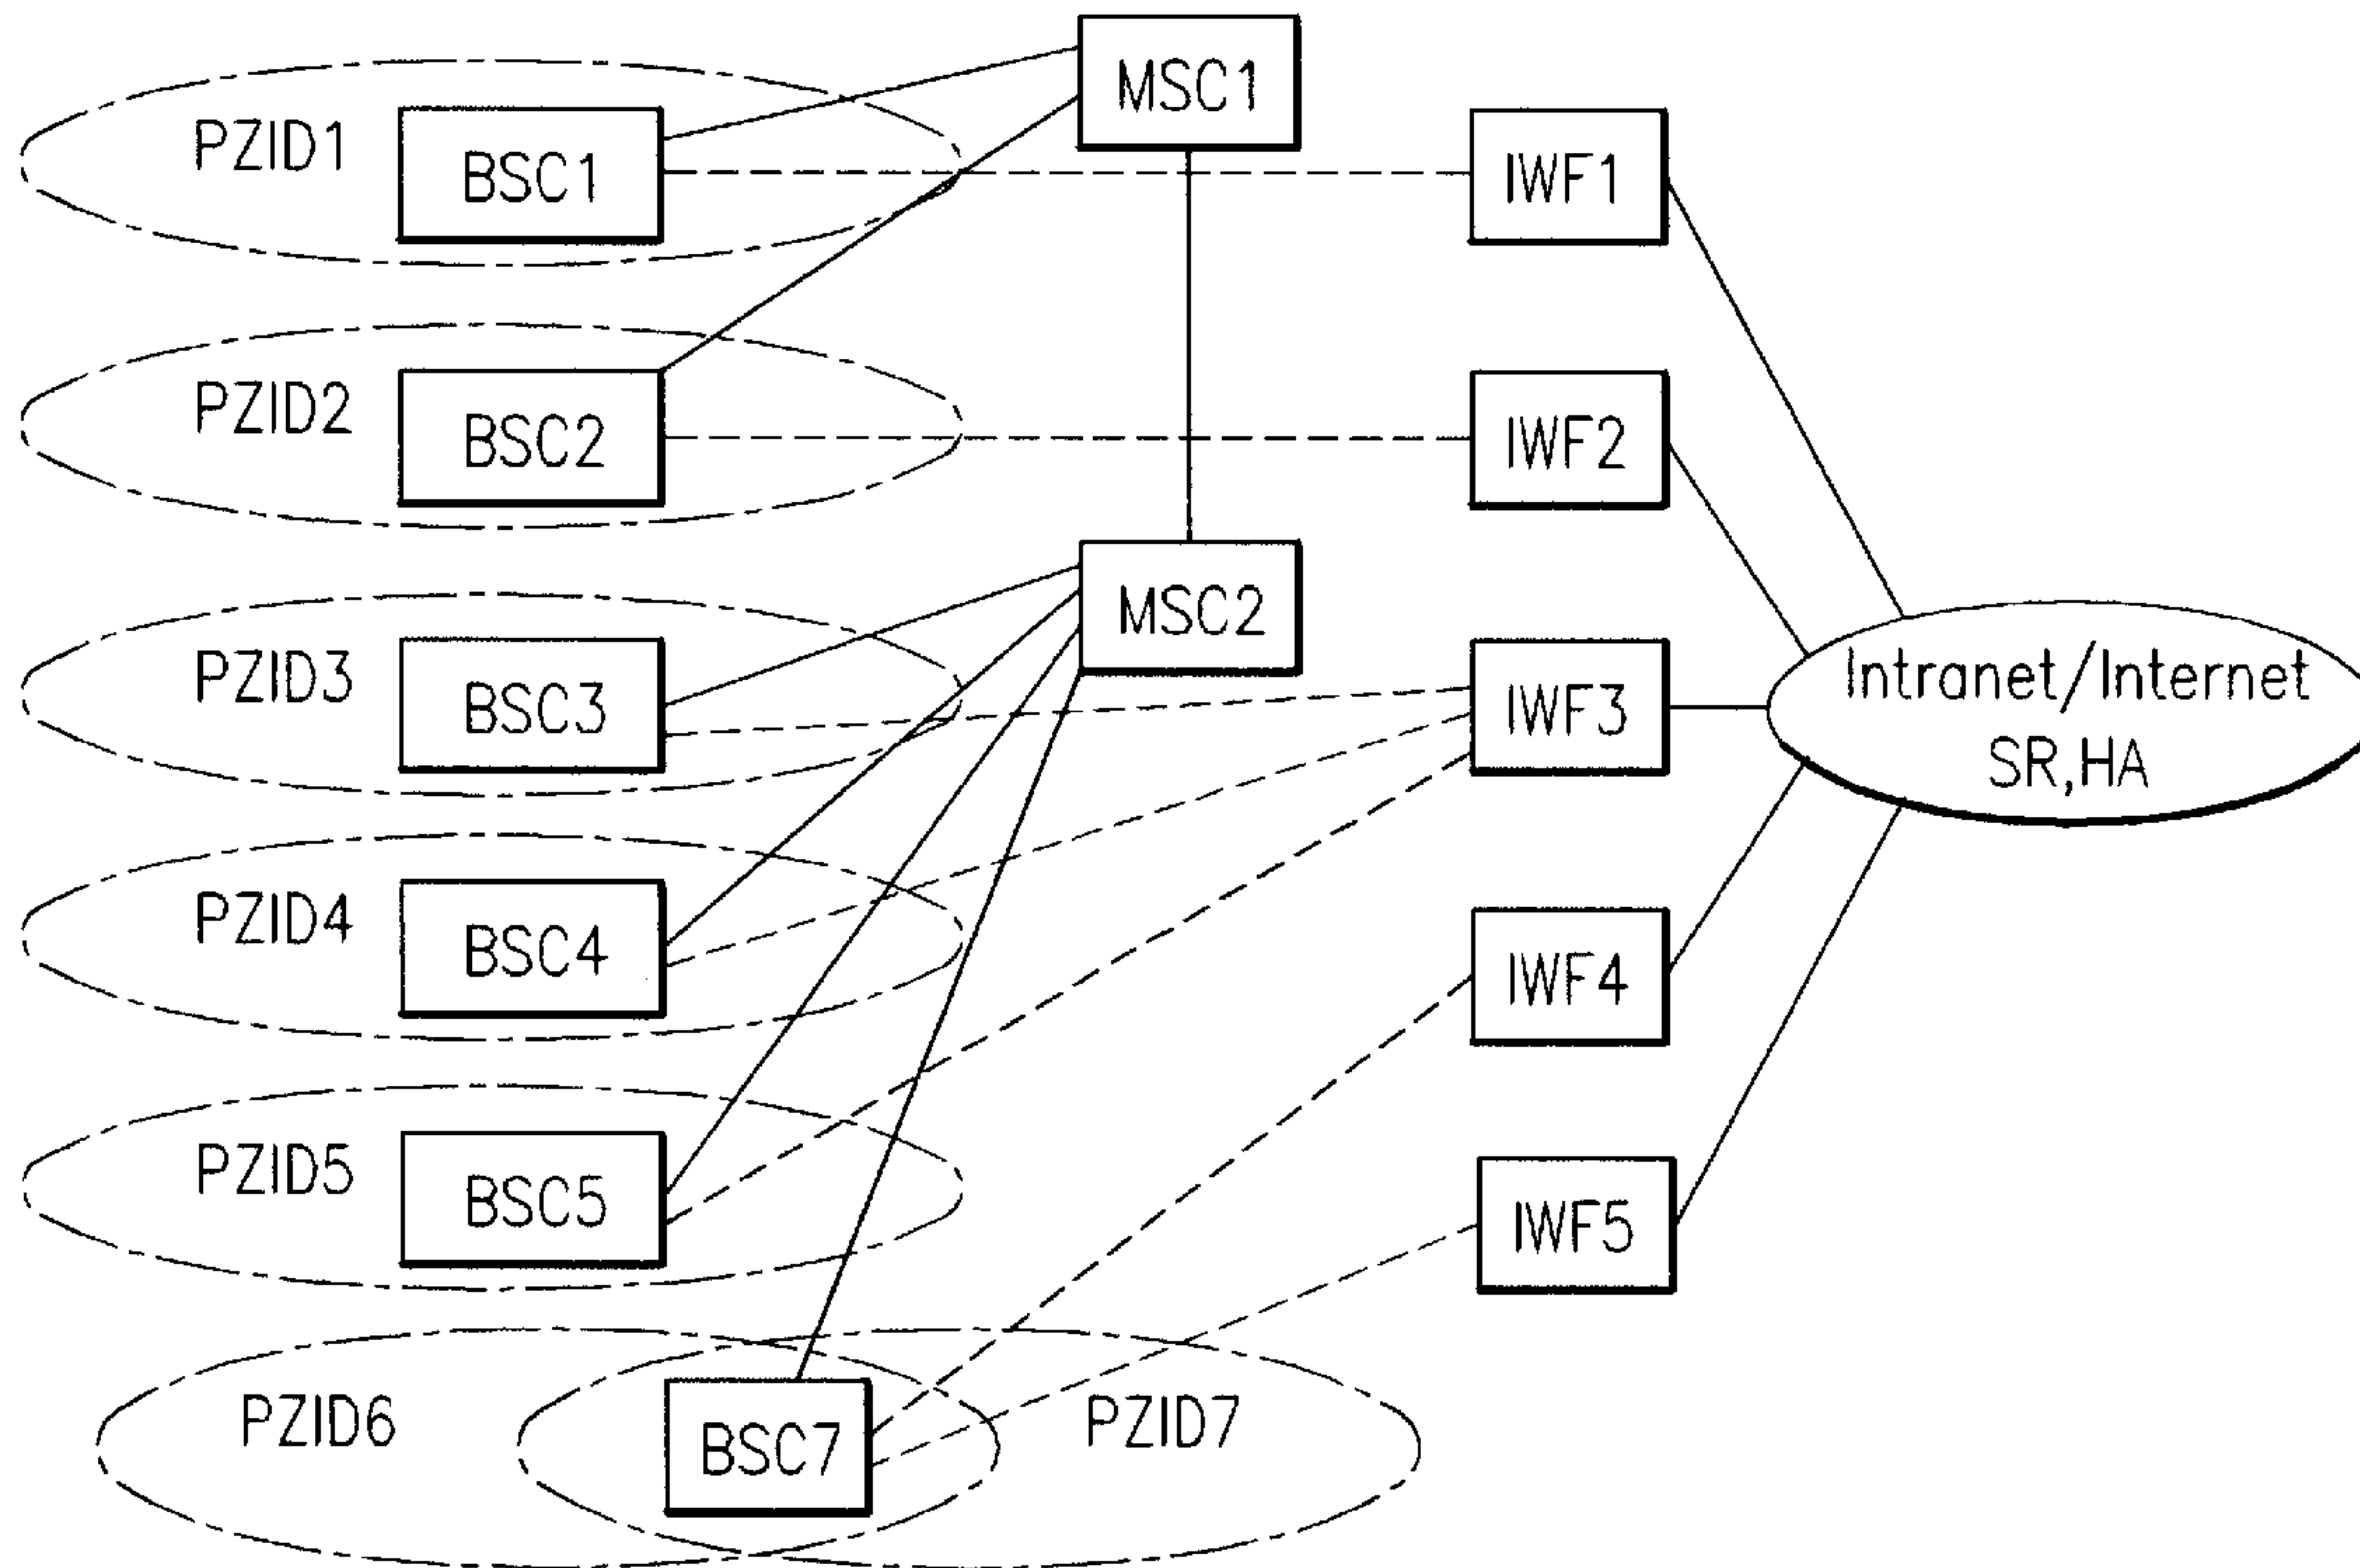 MSC1
PZID1
BSC1
IWF1
PZID2
BSC2
IWF2
MSC2
PZID3
BSC3
IWF3
Intranet/Internet
SR,HA
PZID4
BSC4
IWF4
PZID5
BSC5
IWF5
PZID6
BSC7
PZID7